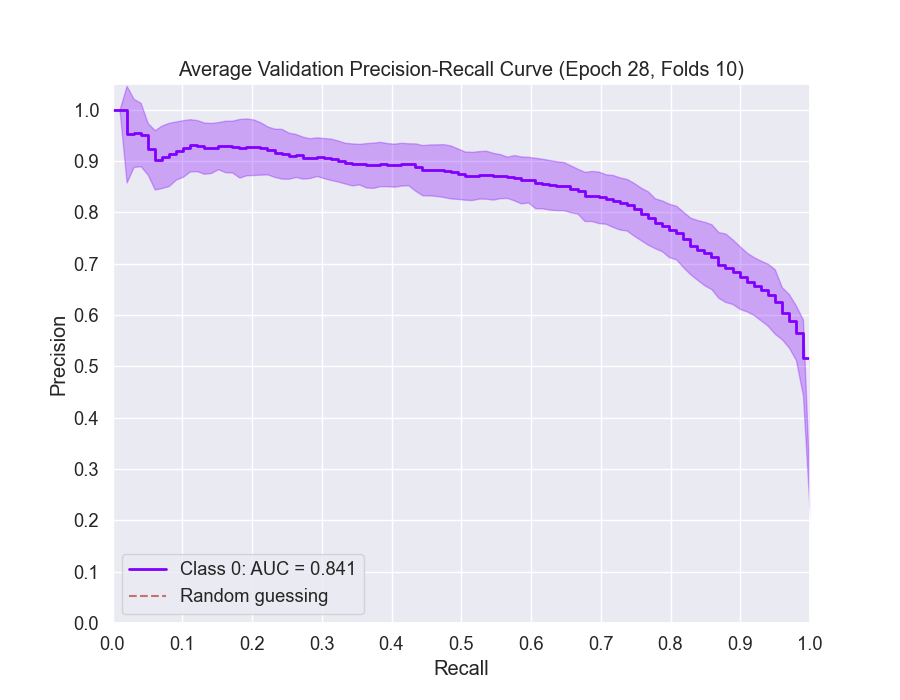 Average Validation Precision-Recall Curve (Epoch 28, Folds 10)
1.0
0.9
0.8
0.7
0.6
0.5
0.4
0.3
0.2
0.1
0.0
Precision
Class 0: AUC = 0.841
Random guessing
0.0 0.1 0.2 0.3 0.4 0.5 0.6 0.7 0.8 0.9 1.0
Recall